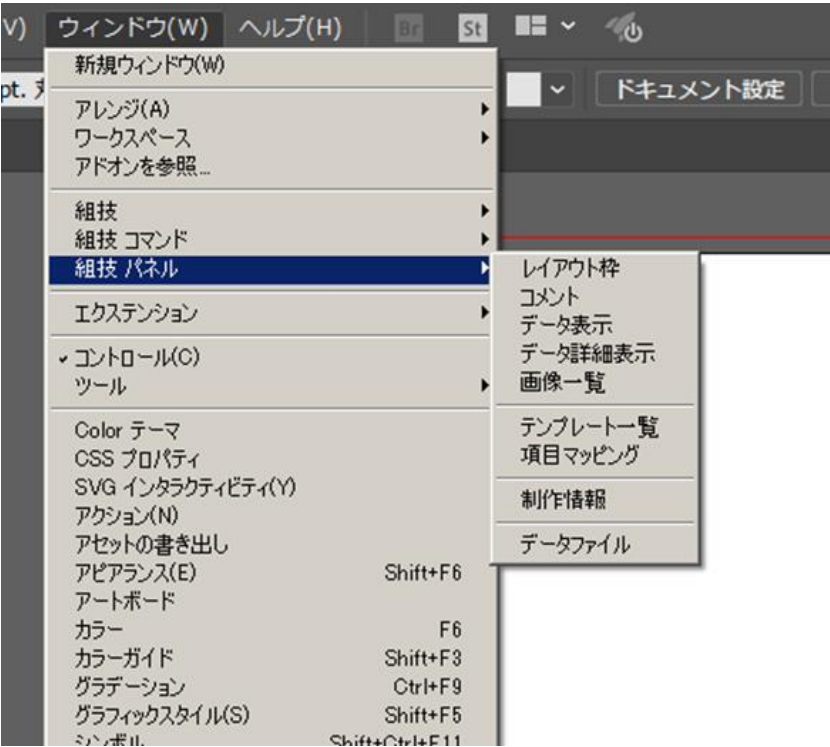 V) ウィンドウ(W) ヘルプ(H) Br St
pt.
ドキュメント設定
新規ウィンドウ(W)
アレンジ(A)
ワークスペース
アドオンを参照...
組技
組技 コマンド
組技 パネル
エクステンション
コントロール(C)
ツール
Color テーマ
CSS プロパティ
SVG インタラクティビティ(Y)
アクション(N)
アセットの書き出し
アピアランス(E) Shift+F6
アートボード
カラー F6
カラーガイド Shift+F3
グラデーション Ctrl+F9
グラフィックスタイル(S) Shift+F5
シンボル Shift+Ctrl+F11
レイアウト枠
コメント
データ表示
データ詳細表示
画像一覧
テンプレート一覧
項目マッピング
制作情報
データファイル